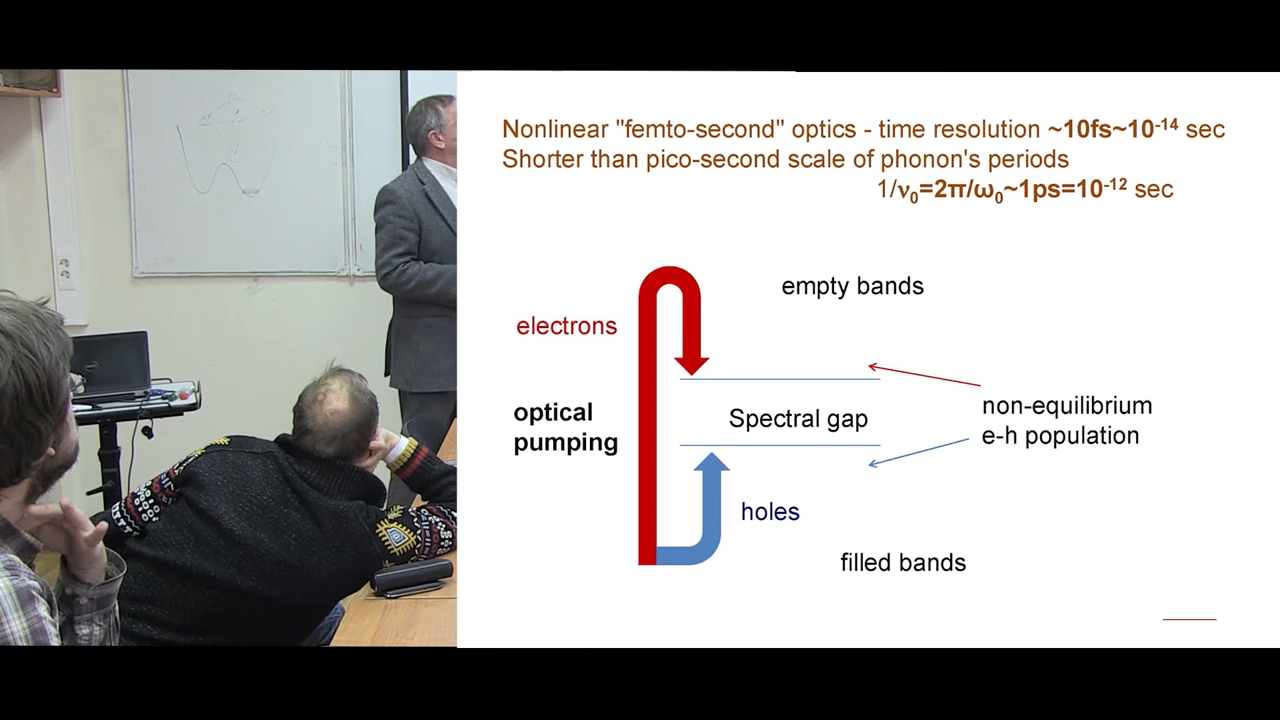 Nonlinear "femto-second" optics - time resolution ~10fs~10⁻¹⁴ sec
Shorter than pico-second scale of phonon's periods
1/ν₀=2π/ω₀~1ps=10⁻¹² sec
empty bands
electrons
optical
pumping
Spectral gap
non-equilibrium
e-h population
holes
filled bands